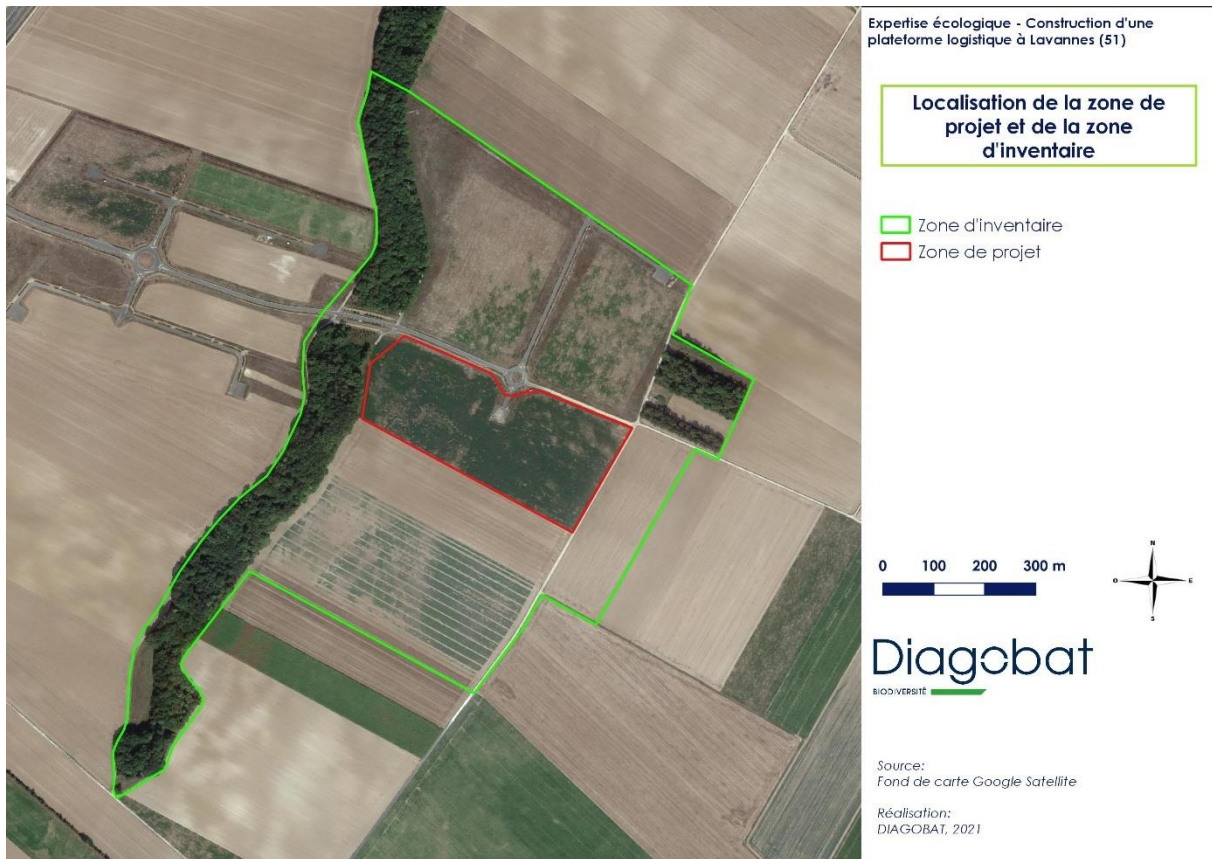 Expertise écologique - Construction d'une
plateforme logistique à Lavannes (51)
Localisation de la zone de
projet et de la zone
d'inventaire
Zone d'inventaire
Zone de projet
0 100 200 300 m
N
O E
S
Diagobat
BIODIVERSITÉ
Source:
Fond de carte Google Satellite
Réalisation:
DIAGOBAT, 2021